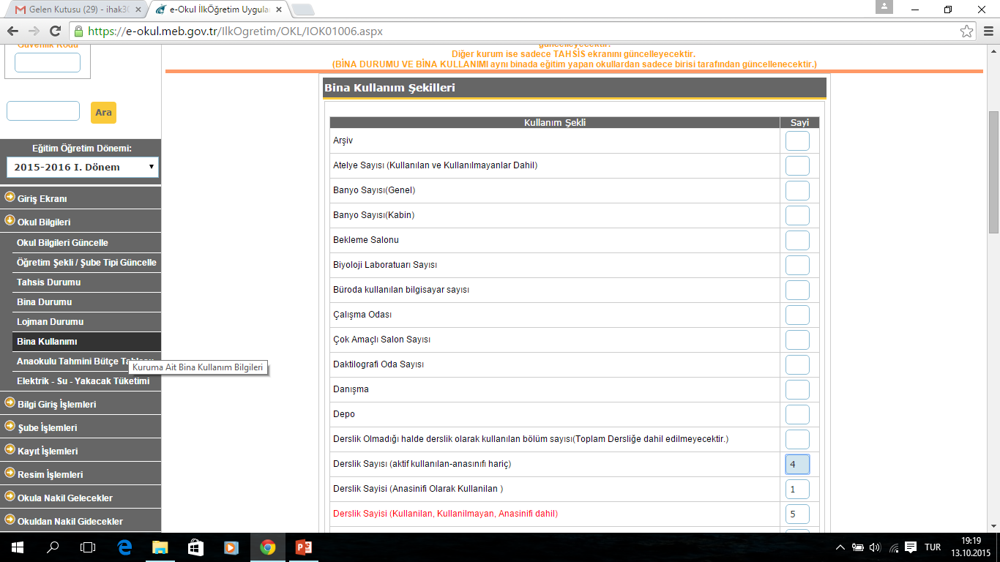 Gelen Kutusu (29) - ihak30
e-Okul İlkÖğretim Uygula
https://e-okul.meb.gov.tr/IlkOgretim/OKL/IOK01006.aspx
Güvenlik Kodu
Ara
Eğitim Öğretim Dönemi:
2015-2016 I. Dönem
Giriş Ekranı
Okul Bilgileri
Okul Bilgileri Güncelle
Öğretim Şekli / Şube Tipi Güncelle
Tahsis Durumu
Bina Durumu
Lojman Durumu
Bina Kullanımı
Anaokulu Tahmini Bütçe
Kuruma Ait Bina Kullanım Bilgileri
Elektrik - Su - Yakacak Tüketimi
Bilgi Giriş İşlemleri
Şube İşlemleri
Kayıt İşlemleri
Resim İşlemleri
Okula Nakil Gelecekler
Okuldan Nakil Gidecekler
güncelleyecektir.
Diğer kurum ise sadece TAHSİS ekranını güncelleyecektir.
(BİNA DURUMU VE BİNA KULLANIMI aynı binada eğitim yapan okullardan sadece birisi tarafından güncellenecektir.)
Bina Kullanım Şekilleri
Kullanım Şekli Sayi
Arşiv
Atelye Sayısı (Kullanılan ve Kullanılmayanlar Dahil)
Banyo Sayısı(Genel)
Banyo Sayısı(Kabin)
Bekleme Salonu
Biyoloji Laboratuarı Sayısı
Büroda kullanılan bilgisayar sayısı
Çalışma Odası
Çok Amaçlı Salon Sayısı
Daktilografi Oda Sayısı
Danışma
Depo
Derslik Olmadığı halde derslik olarak kullanılan bölüm sayısı(Toplam Dersliğe dahil edilmeyecektir.)
Derslik Sayısı (aktif kullanılan-anasınıfı hariç) 4
Derslik Sayisi (Anasinifi Olarak Kullanilan ) 1
Derslik Sayisi (Kullanilan, Kullanilmayan, Anasinifi dahil) 5
TUR
19:19
13.10.2015